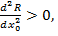 d²R/dx₀² > 0,